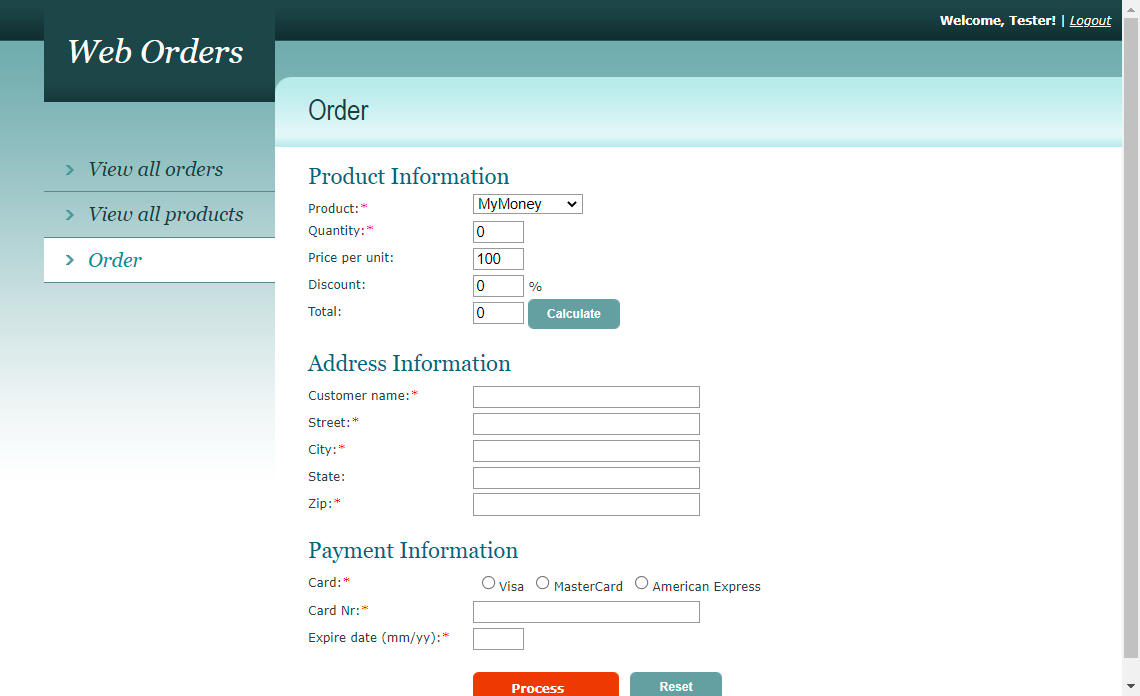 Welcome, Tester! | Logout
Web Orders
Order
View all orders
View all products
Order
Product Information
Product:* MyMoney
Quantity:* 0
Price per unit: 100
Discount: 0 %
Total: 0 Calculate
Address Information
Customer name:*
Street:*
City:*
State:
Zip:*
Payment Information
Card:* Visa MasterCard American Express
Card Nr:*
Expire date (mm/yy):*
Process Reset